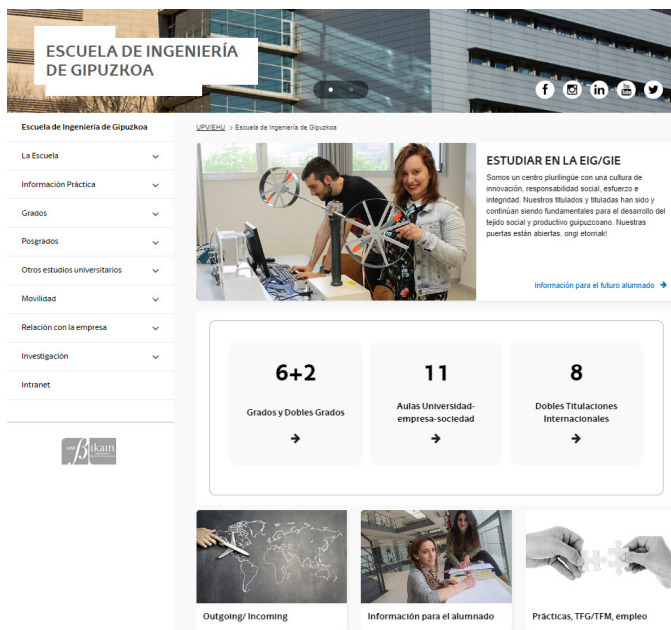 ESCUELA DE INGENIERÍA
DE GIPUZKOA
Escuela de Ingeniería de Gipuzkoa
La Escuela
Información Práctica
Grados
Posgrados
Otros estudios universitarios
Movilidad
Relación con la empresa
Investigación
Intranet
Bikain
UPV/EHU > Escuela de Ingeniería de Gipuzkoa
ESTUDIAR EN LA EIG/GIE
Somos un centro plurilingüe con una cultura de
innovación, responsabilidad social, esfuerzo e
integridad. Nuestros titulados y tituladas han sido y
continúan siendo fundamentales para el desarrollo del
tejido social y productivo guipuzcoano. Nuestras
puertas están abiertas, ongi etorriak!
Información para el futuro alumnado
6+2
Grados y Dobles Grados
11
Aulas Universidad-
empresa-sociedad
8
Dobles Titulaciones
Internacionales
Outgoing/ Incoming
Información para el alumnado
Prácticas, TFG/TFM, empleo